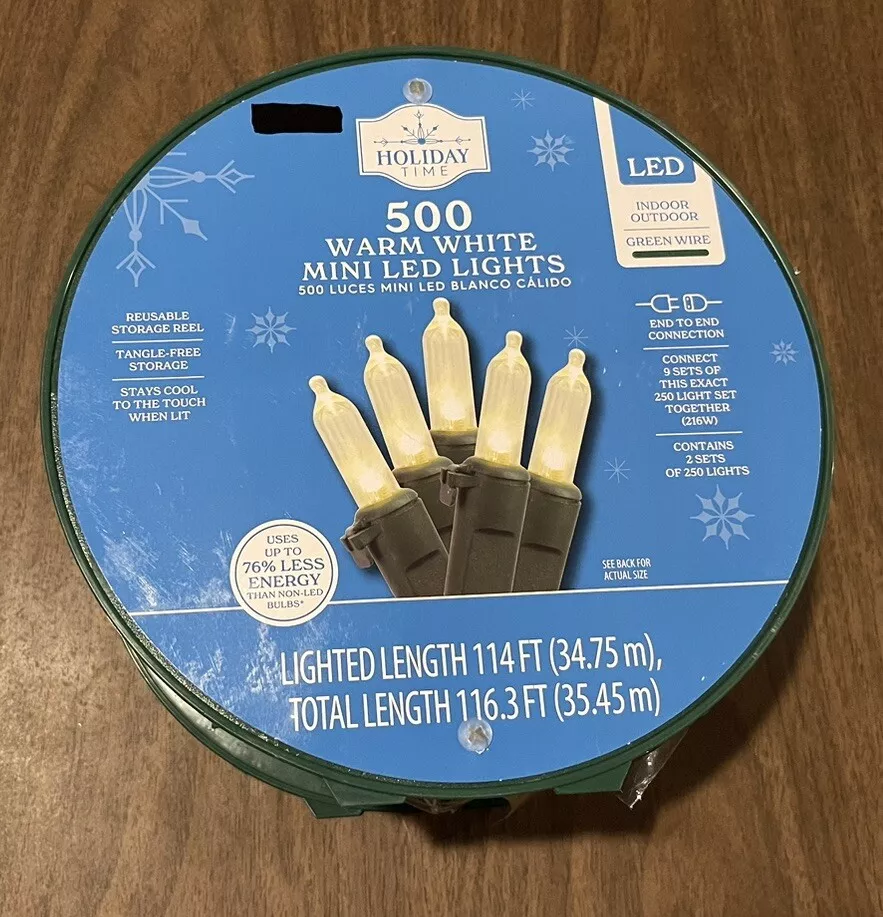 HOLIDAY
TIME
500
WARM WHITE
MINI LED LIGHTS
500 LUCES MINI LED BLANCO CÁLIDO
LED
INDOOR
OUTDOOR
GREEN WIRE
REUSABLE
STORAGE REEL
TANGLE-FREE
STORAGE
STAYS COOL
TO THE TOUCH
WHEN LIT
END TO END
CONNECTION
CONNECT
9 SETS OF
THIS EXACT
250 LIGHT SET
TOGETHER
(216W)
CONTAINS
2 SETS
OF 250 LIGHTS
USES
UP TO
76% LESS
ENERGY
THAN NON-LED
BULBS*
SEE BACK FOR
ACTUAL SIZE
LIGHTED LENGTH 114 FT (34.75 m),
TOTAL LENGTH 116.3 FT (35.45 m)